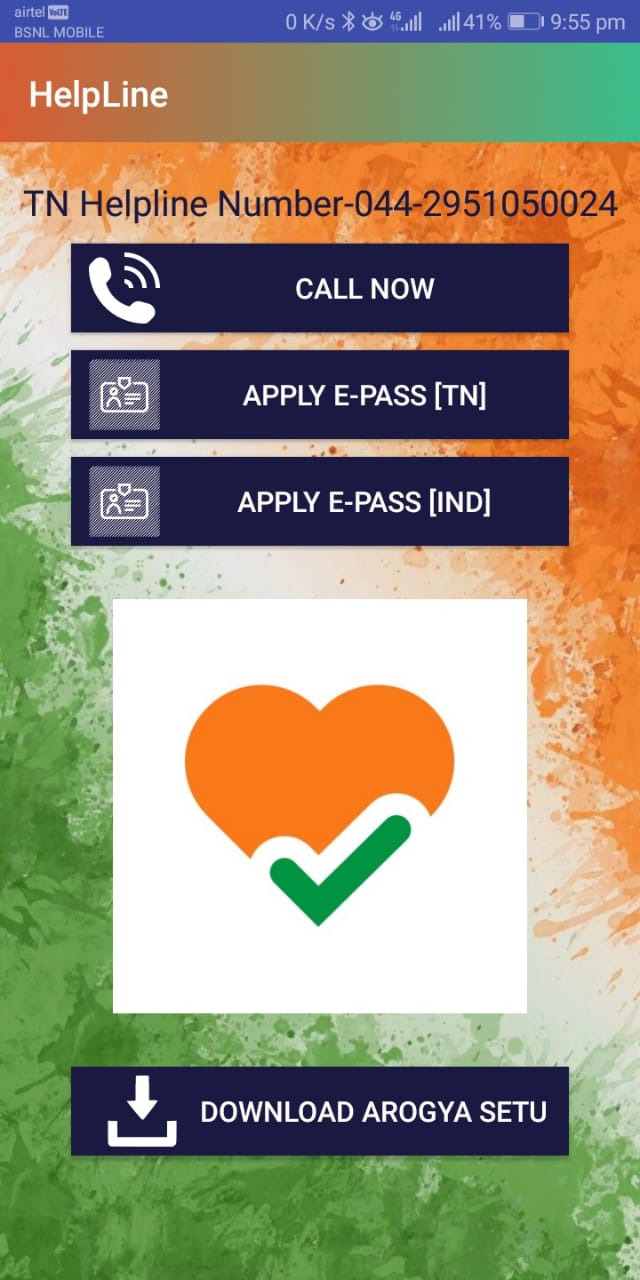 airtel VoLTE
BSNL MOBILE
0 K/s 4G 41% 9:55 pm
HelpLine
TN Helpline Number-044-2951050024
CALL NOW
APPLY E-PASS [TN]
APPLY E-PASS [IND]
DOWNLOAD AROGYA SETU